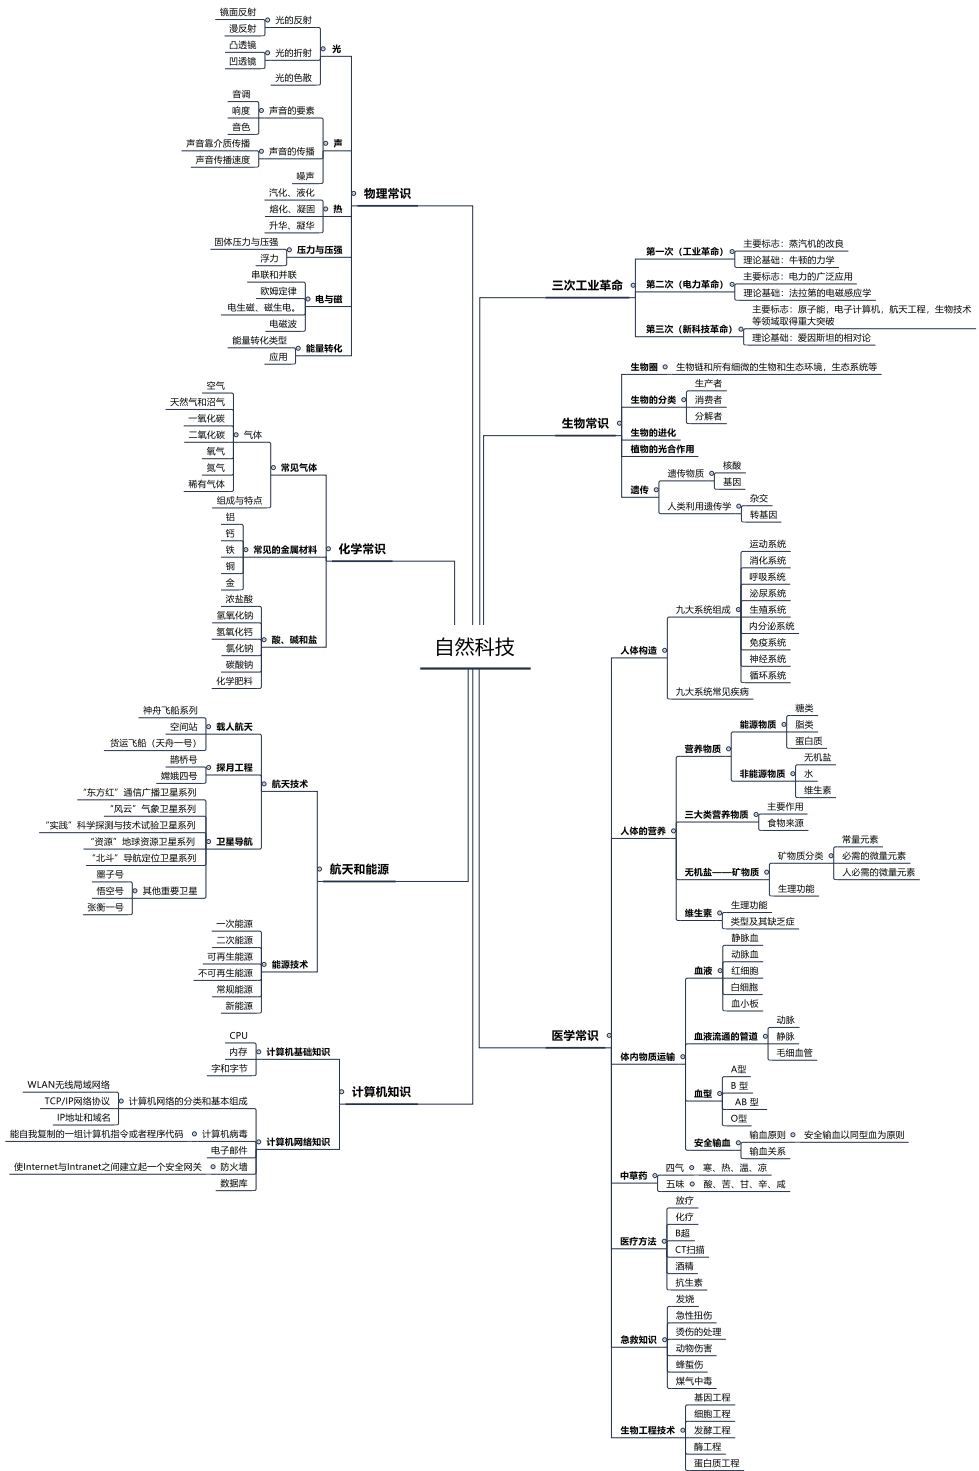 自然科技
物理常识
光
光的反射
镜面反射
漫反射
光的折射
凸透镜
凹透镜
光的色散
声
声音的要素
音调
响度
音色
声音的传播
声音靠介质传播
声音传播速度
噪声
热
汽化、液化
熔化、凝固
升华、凝华
压力与压强
固体压力与压强
浮力
电与磁
串联和并联
欧姆定律
电生磁、磁生电。
电磁波
能量转化
能量转化类型
应用
化学常识
常见气体
气体
空气
天然气和沼气
一氧化碳
二氧化碳
氧气
氮气
稀有气体
组成与特点
常见的金属材料
铝
钙
铁
铜
金
酸、碱和盐
浓盐酸
氢氧化钠
氢氧化钙
氯化钠
碳酸钠
化学肥料
航天和能源
航天技术
载人航天
神舟飞船系列
空间站
货运飞船（天舟一号）
探月工程
鹊桥号
嫦娥四号
卫星导航
“东方红”通信广播卫星系列
“风云”气象卫星系列
“实践”科学探测与技术试验卫星系列
“资源”地球资源卫星系列
“北斗”导航定位卫星系列
其他重要卫星
墨子号
悟空号
张衡一号
能源技术
一次能源
二次能源
可再生能源
不可再生能源
常规能源
新能源
计算机知识
计算机基础知识
CPU
内存
字和字节
计算机网络知识
计算机网络的分类和基本组成
WLAN无线局域网络
TCP/IP网络协议
IP地址和域名
计算机病毒
能自我复制的一组计算机指令或者程序代码
电子邮件
防火墙
使Internet与Intranet之间建立起一个安全网关
数据库
三次工业革命
第一次（工业革命）
主要标志：蒸汽机的改良
理论基础：牛顿的力学
第二次（电力革命）
主要标志：电力的广泛应用
理论基础：法拉第的电磁感应学
第三次（新科技革命）
主要标志：原子能，电子计算机，航天工程，生物技术
等领域取得重大突破
理论基础：爱因斯坦的相对论
生物常识
生物圈
生物链和所有细微的生物和生态环境，生态系统等
生物的分类
生产者
消费者
分解者
生物的进化
植物的光合作用
遗传
遗传物质
核酸
基因
人类利用遗传学
杂交
转基因
医学常识
人体构造
九大系统组成
运动系统
消化系统
呼吸系统
泌尿系统
生殖系统
内分泌系统
免疫系统
神经系统
循环系统
九大系统常见疾病
人体的营养
营养物质
能源物质
糖类
脂类
蛋白质
非能源物质
无机盐
水
维生素
三大类营养物质
主要作用
食物来源
无机盐——矿物质
矿物质分类
常量元素
必需的微量元素
人必需的微量元素
生理功能
维生素
生理功能
类型及其缺乏症
体内物质运输
血液
静脉血
动脉血
红细胞
白细胞
血小板
血液流通的管道
动脉
静脉
毛细血管
血型
A型
B 型
AB 型
O型
安全输血
输血原则
安全输血以同型血为原则
输血关系
中草药
四气
寒、热、温、凉
五味
酸、苦、甘、辛、咸
医疗方法
放疗
化疗
B超
CT扫描
酒精
抗生素
急救知识
发烧
急性扭伤
烫伤的处理
动物伤害
蜂蜇伤
煤气中毒
生物工程技术
基因工程
细胞工程
发酵工程
酶工程
蛋白质工程